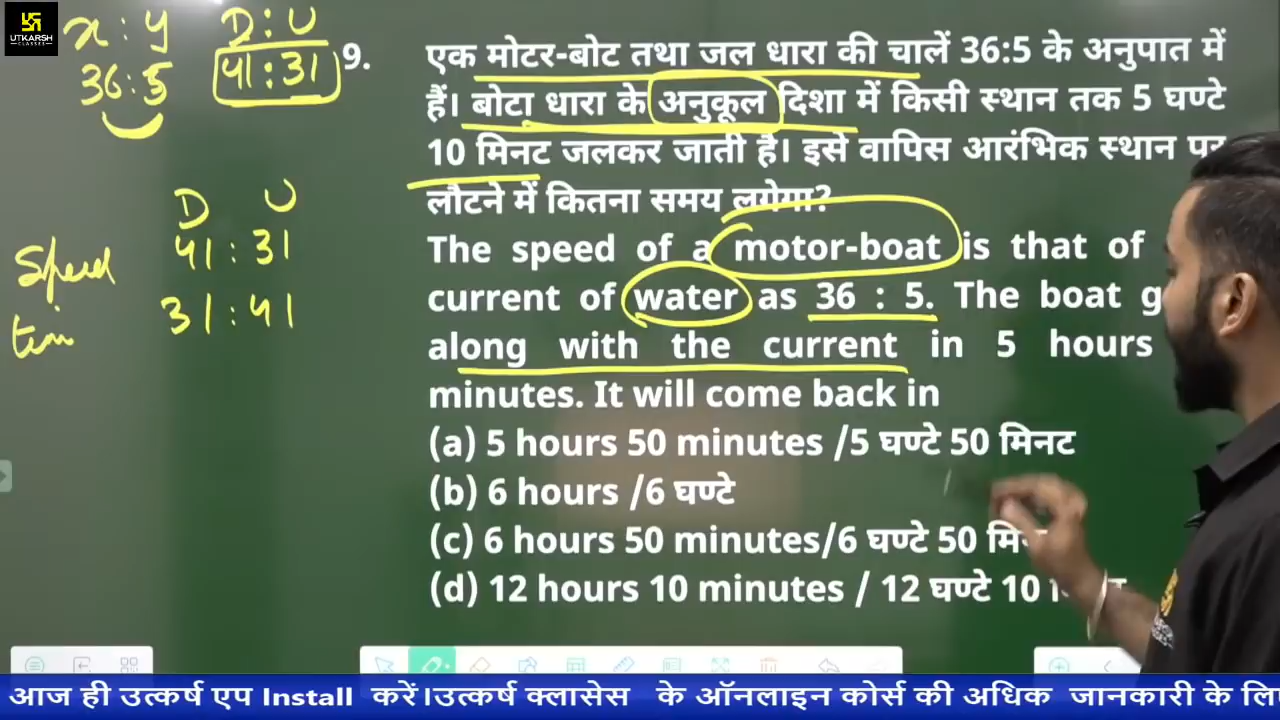 UTKARSH
CLASSES
x : y
36 : 5
D : U
41 : 31
D U
Speed 41 : 31
31 : 41
9. एक मोटर-बोट तथा जल धारा की चालें 36:5 के अनुपात में
हैं। बोटा धारा के अनुकूल दिशा में किसी स्थान तक 5 घण्टे
10 मिनट जलकर जाती है। इसे वापिस आरंभिक स्थान पर
लौटने में कितना समय लगेगा?
The speed of a motor-boat is that of
current of water as 36 : 5. The boat g
along with the current in 5 hours
minutes. It will come back in
(a) 5 hours 50 minutes /5 घण्टे 50 मिनट
(b) 6 hours /6 घण्टे
(c) 6 hours 50 minutes/6 घण्टे 50
(d) 12 hours 10 minutes / 12 घण्टे 10
आज ही उत्कर्ष एप Install करें।उत्कर्ष क्लासेस के ऑनलाइन कोर्स की अधिक जानकारी के